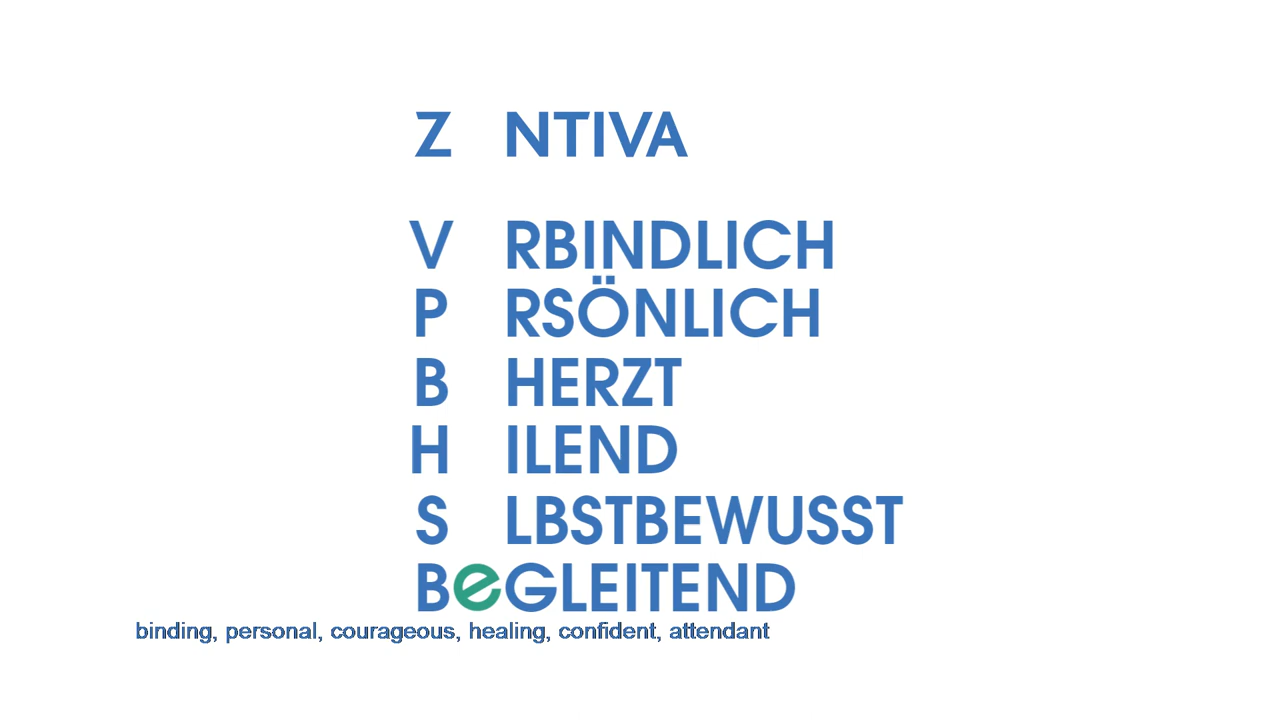 Z NTIVA
V RBINDLICH
P RSÖNLICH
B HERZT
H ILEND
S LBSTBEWUSST
BeGLEITEND
binding, personal, courageous, healing, confident, attendant